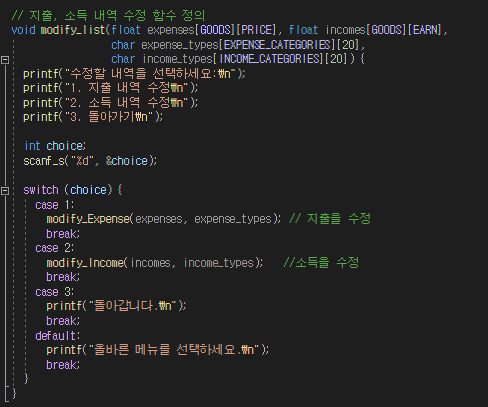 // 지출, 소득 내역 수정 함수 정의
void modify_list(float expenses[GOODS][PRICE], float incomes[GOODS][EARN],
char expense_types[EXPENSE_CATEGORIES][20],
char income_types[INCOME_CATEGORIES][20]) {
printf("수정할 내역을 선택하세요:₩n");
printf("1. 지출 내역 수정₩n");
printf("2. 소득 내역 수정₩n");
printf("3. 돌아가기₩n");
int choice;
scanf_s("%d", &choice);
switch (choice) {
case 1:
modify_Expense(expenses, expense_types); // 지출을 수정
break;
case 2:
modify_Income(incomes, income_types); //소득을 수정
break;
case 3:
printf("돌아갑니다.₩n");
break;
default:
printf("올바른 메뉴를 선택하세요.₩n");
break;
}
}